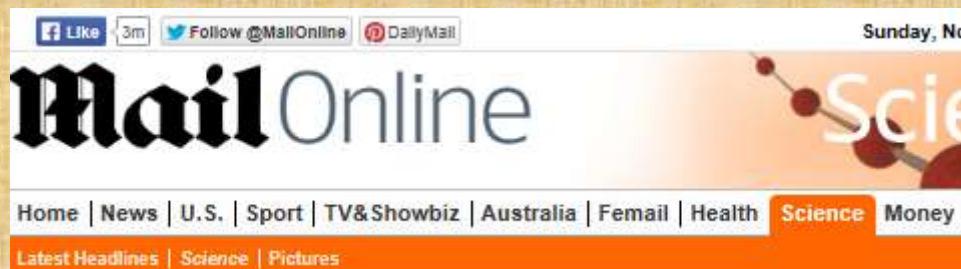 Like 3m Follow @MailOnline DailyMail Sunday, No
Mail Online Scie
Home | News | U.S. | Sport | TV&Showbiz | Australia | Femail | Health Science Money
Latest Headlines | Science | Pictures